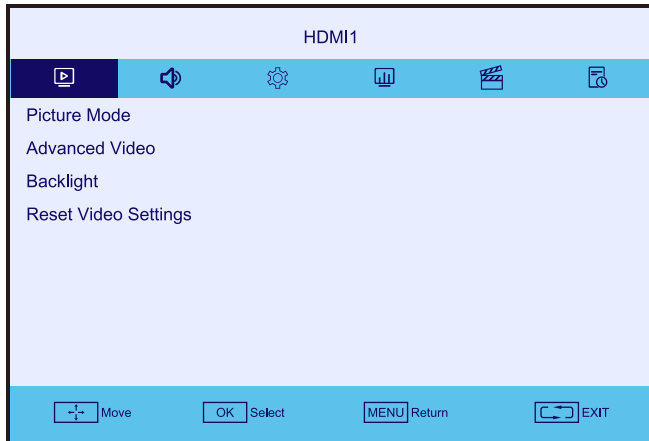 HDMI1
Picture Mode
Advanced Video
Backlight
Reset Video Settings
Move OK Select MENU Return EXIT